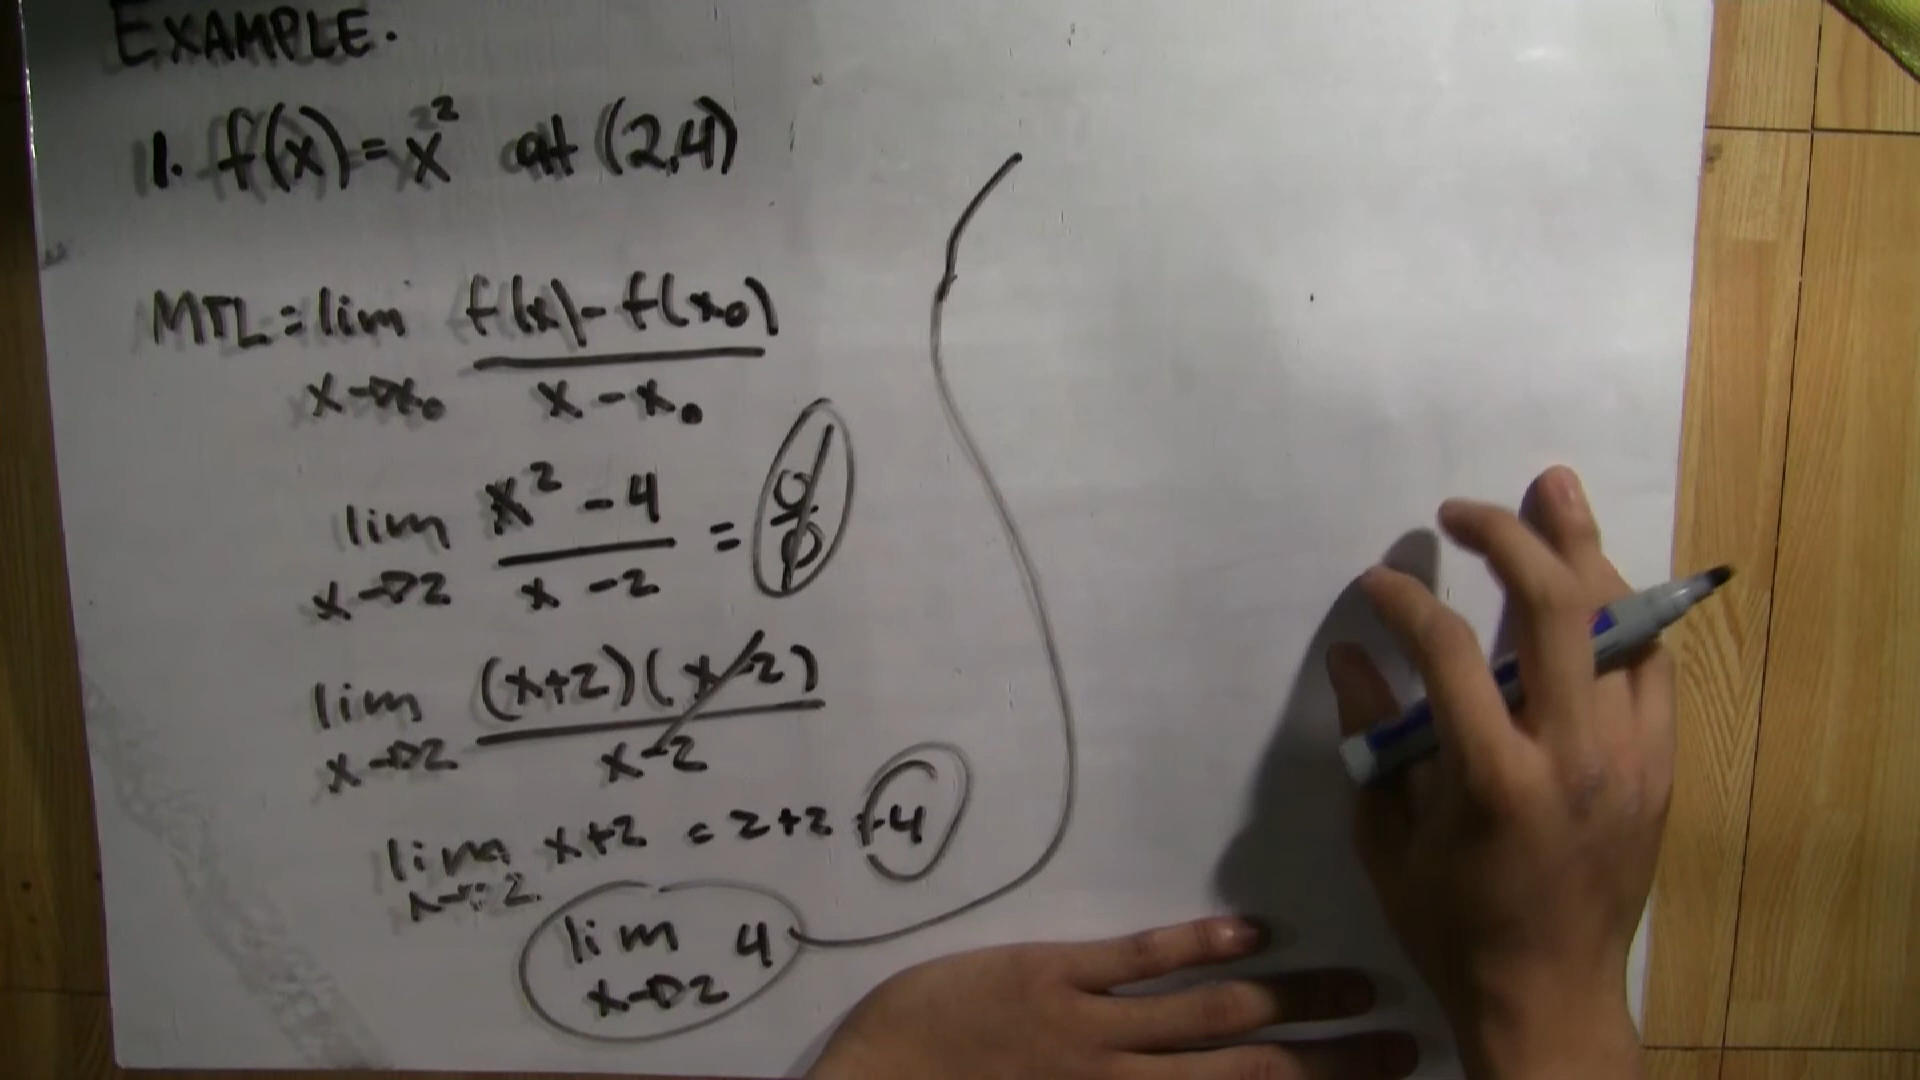 EXAMPLE.
1. f(x) = x² at (2,4)
MTL = lim f(x) - f(x₀)
x→x₀ x - x₀
lim x² - 4 = 0/0
x→2 x - 2
lim (x+2)(x-2)
x→2 x-2
lim x+2 = 2+2 = 4
x→2
lim 4
x→2